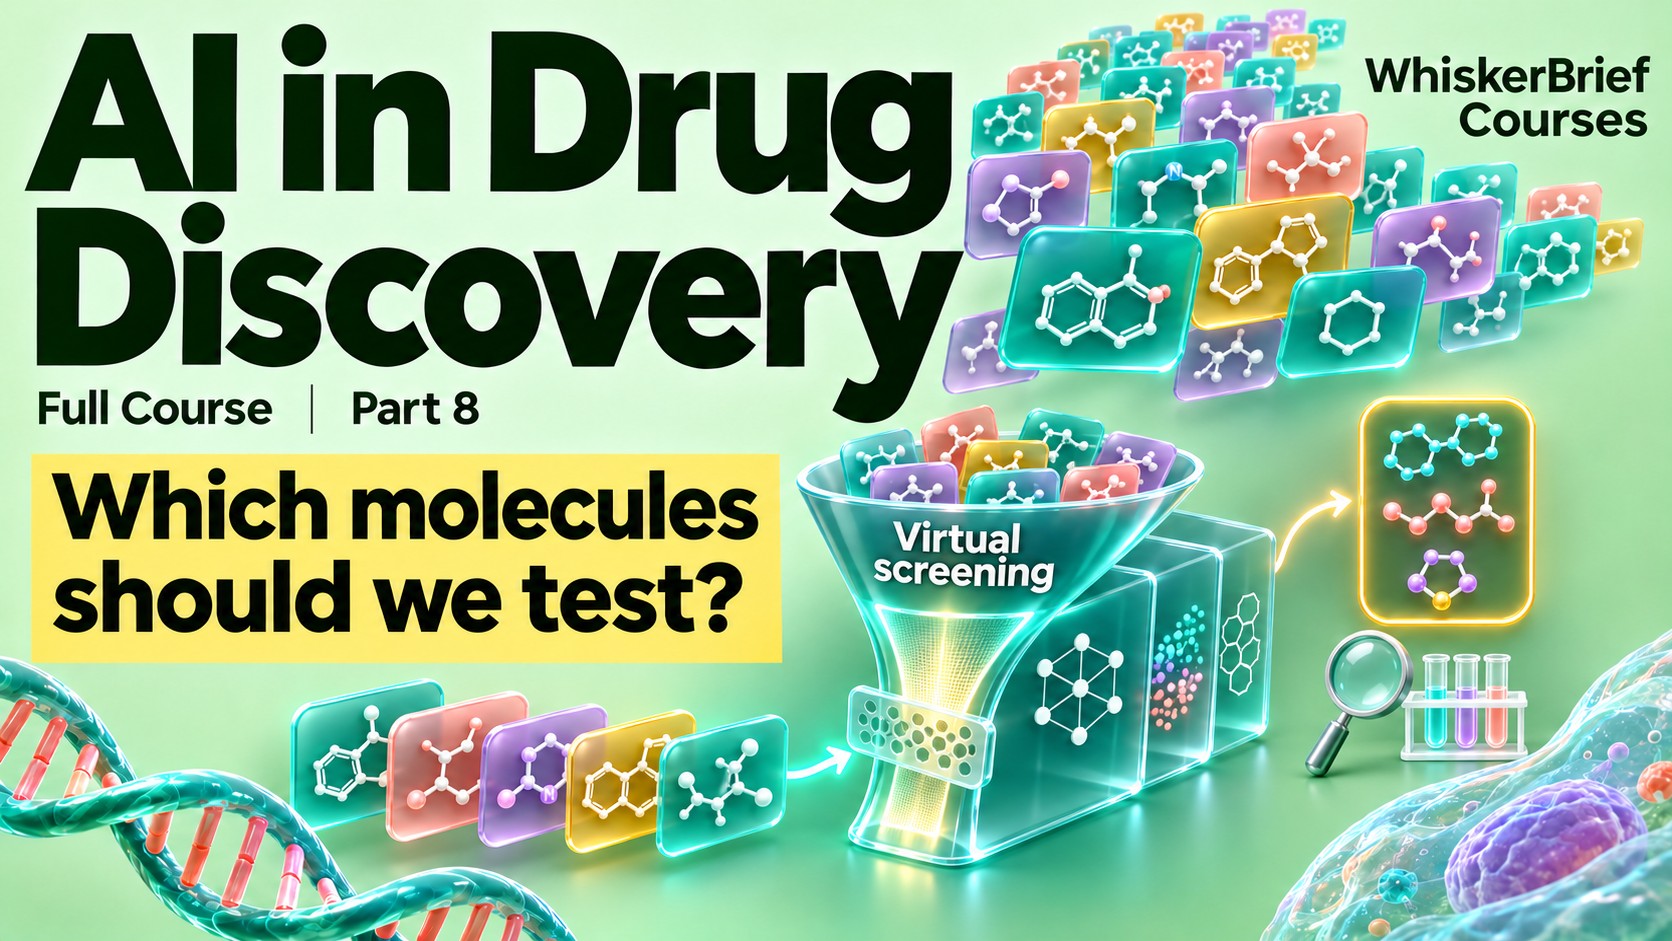 AI in Drug
Discovery
Full Course | Part 8
Which molecules
should we test?
WhiskerBrief
Courses
Virtual
screening
N
N